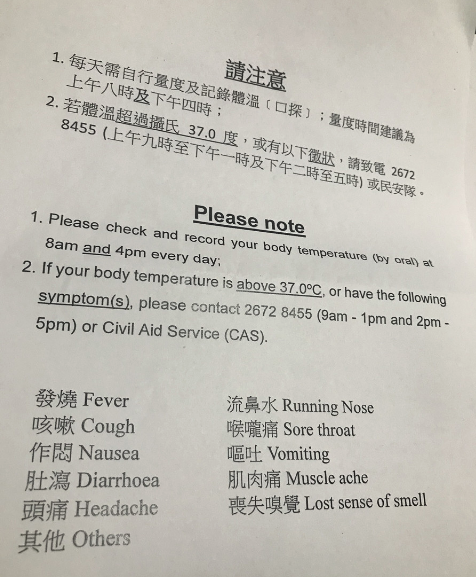 請注意
1. 每天需自行量度及記錄體溫﹝口探﹞；量度時間建議為
上午八時及下午四時；
2. 若體溫超過攝氏 37.0 度，或有以下徵狀，請致電 2672
8455 (上午九時至下午一時及下午二時至五時) 或民安隊。
Please note
1. Please check and record your body temperature (by oral) at
8am and 4pm every day;
2. If your body temperature is above 37.0ºC, or have the following
symptom(s), please contact 2672 8455 (9am - 1pm and 2pm -
5pm) or Civil Aid Service (CAS).
發燒 Fever
咳嗽 Cough
作悶 Nausea
肚瀉 Diarrhoea
頭痛 Headache
其他 Others
流鼻水 Running Nose
喉嚨痛 Sore throat
嘔吐 Vomiting
肌肉痛 Muscle ache
喪失嗅覺 Lost sense of smell